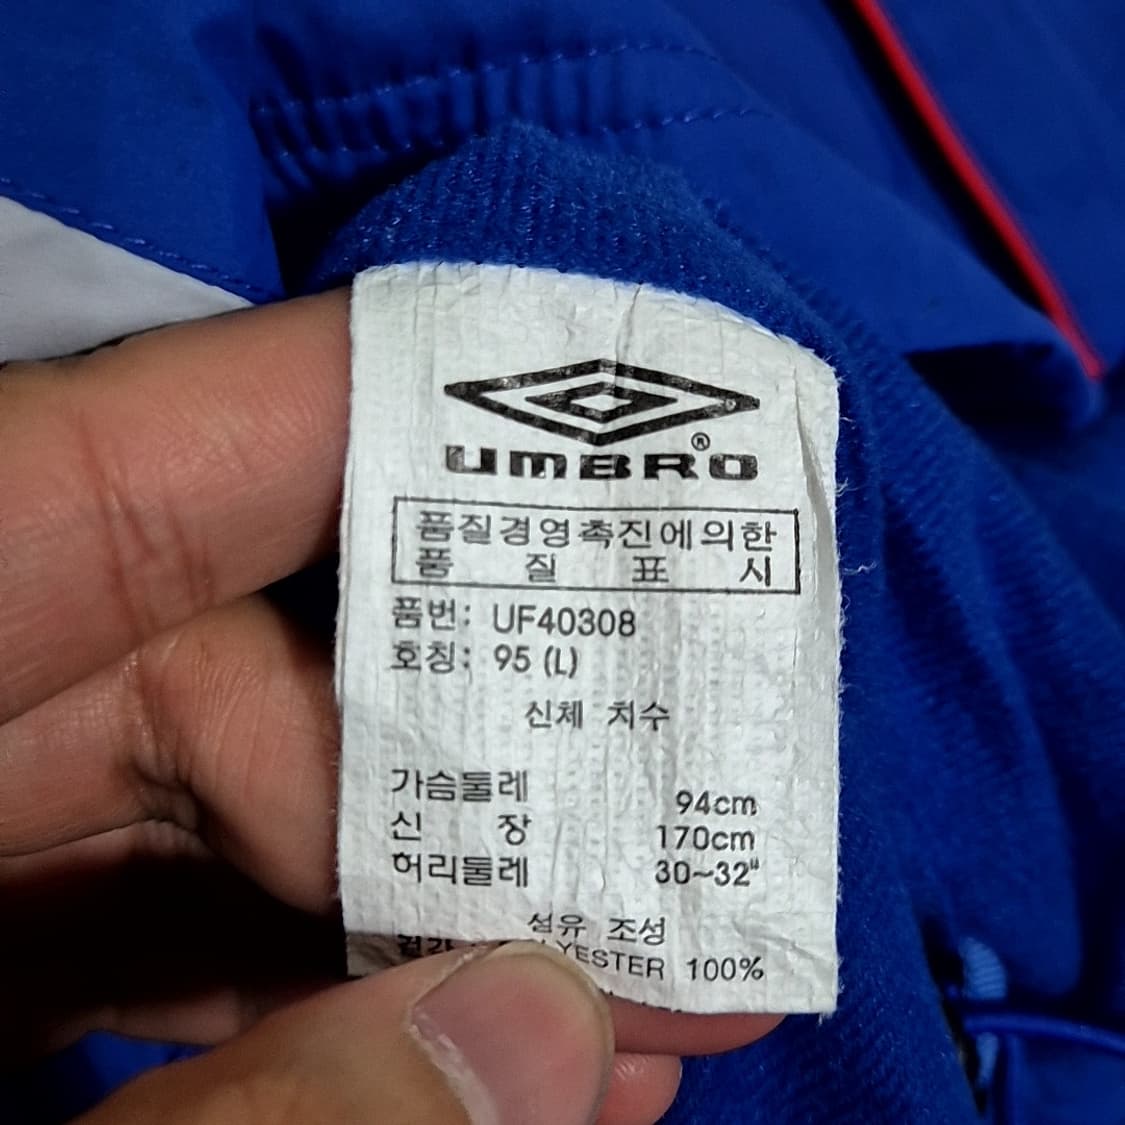 UMBRO®
품질경영촉진에의한
품 질 표 시
품번: UF40308
호칭: 95 (L)
신체 치수
가슴둘레 94cm
신 장 170cm
허리둘레 30~32"
섬유 조성
100%